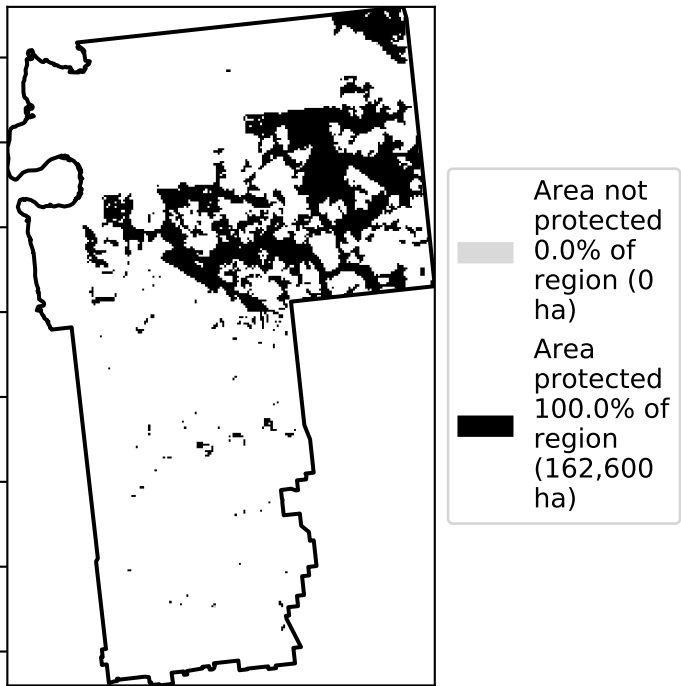 Area not
protected
0.0% of
region (0
ha)
Area
protected
100.0% of
region
(162,600
ha)